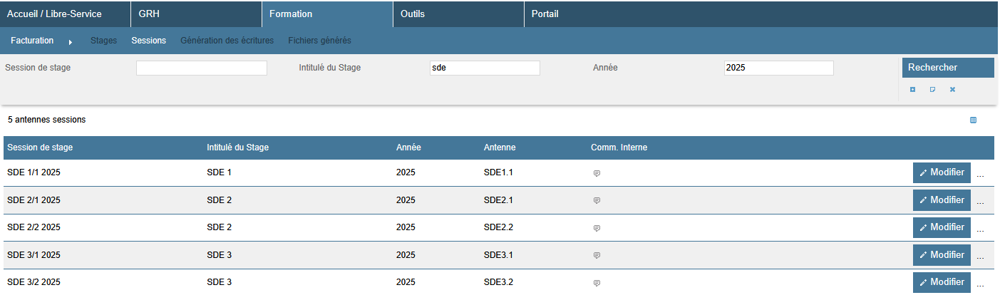 Accueil / Libre-Service GRH Formation Outils Portail
Facturation Stages Sessions Génération des écritures Fichiers générés
Session de stage Intitulé du Stage sde Année 2025 Rechercher
5 antennes sessions
Session de stage Intitulé du Stage Année Antenne Comm. Interne
SDE 1/1 2025 SDE 1 2025 SDE1.1 Modifier ...
SDE 2/1 2025 SDE 2 2025 SDE2.1 Modifier ...
SDE 2/2 2025 SDE 2 2025 SDE2.2 Modifier ...
SDE 3/1 2025 SDE 3 2025 SDE3.1 Modifier ...
SDE 3/2 2025 SDE 3 2025 SDE3.2 Modifier ...